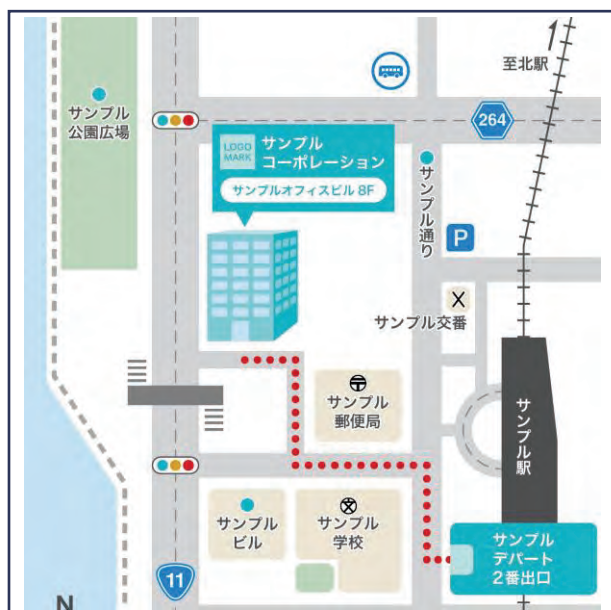 至北駅
サンプル
公園広場
264
LOGO
MARK
サンプル
コーポレーション
サンプルオフィスビル 8F
サンプル通り
P
サンプル交番
サンプル
郵便局
サンプル駅
サンプル
ビル
サンプル
学校
サンプル
デパート
2番出口
11
N